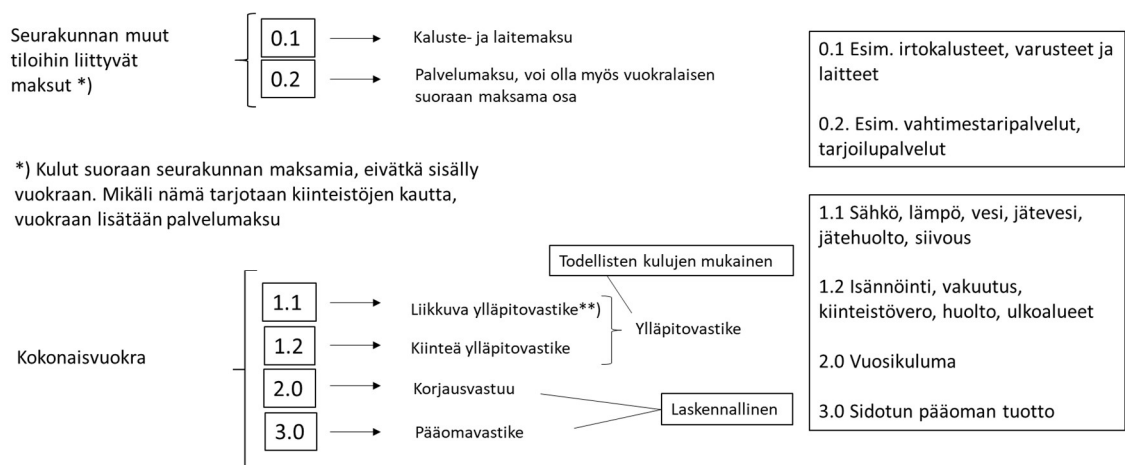 Seurakunnan muut
tiloihin liittyvät
maksut *)
0.1
Kaluste- ja laitemaksu
0.2
Palvelumaksu, voi olla myös vuokralaisen
suoraan maksama osa
0.1 Esim. irtokalusteet, varusteet ja
laitteet
0.2. Esim. vahtimestaripalvelut,
tarjoilupalvelut
*) Kulut suoraan seurakunnan maksamia, eivätkä sisälly
vuokraan. Mikäli nämä tarjotaan kiinteistöjen kautta,
vuokraan lisätään palvelumaksu
Todellisten kulujen mukainen
Kokonaisvuokra
1.1
Liikkuva ylläpitovastike**)
1.2
Kiinteä ylläpitovastike
Ylläpitovastike
2.0
Korjausvastuu
3.0
Pääomavastike
Laskennallinen
1.1 Sähkö, lämpö, vesi, jätevesi,
jätehuolto, siivous
1.2 Isännöinti, vakuutus,
kiinteistövero, huolto, ulkoalueet
2.0 Vuosikuluma
3.0 Sidotun pääoman tuotto